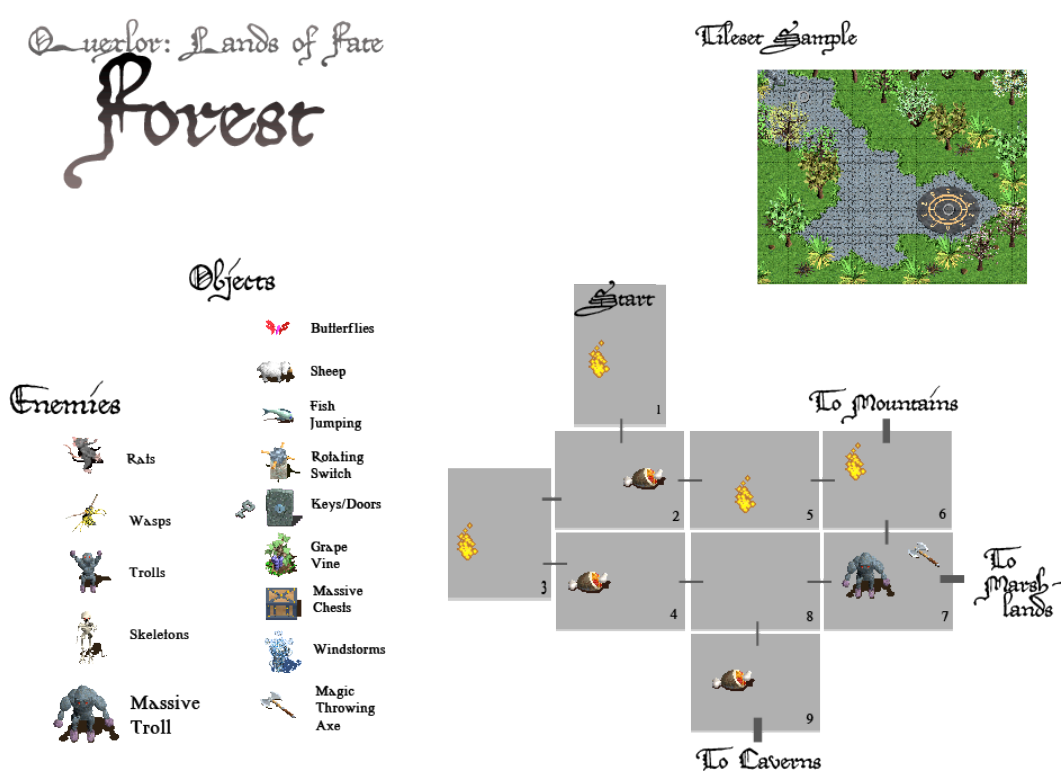 Querlor: Lands of Fate
Forest
Tileset Sample
Objects
Butterflies
Sheep
Fish
Jumping
Rotating
Switch
Keys/Doors
Grape
Vine
Massive
Chests
Windstorms
Magic
Throwing
Axe
Enemies
Rats
Wasps
Trolls
Skeletons
Massive
Troll
Start
1
To Mountains
2
5
6
3
4
8
7
To
Marsh-
lands
9
To Caverns